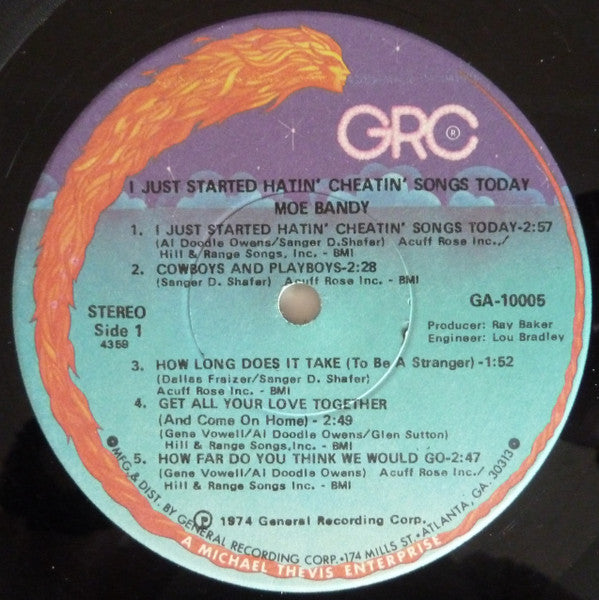 GRC®
I JUST STARTED HATIN' CHEATIN' SONGS TODAY
MOE BANDY
1. I JUST STARTED HATIN' CHEATIN' SONGS TODAY-2:57
(Al Doodle Owens/Sanger D.Shafer) Acuff Rose Inc.,/
Hill & Range Songs, Inc. - BMI
2. COWBOYS AND PLAYBOYS-2:28
(Sanger D. Shafer) Acuff Rose Inc. - BMI
STEREO
Side 1
4359
GA-10005
Producer: Ray Baker
Engineer: Lou Bradley
3. HOW LONG DOES IT TAKE (To Be A Stranger) -1:52
(Dallas Fraizer/Sanger D. Shafer)
Acuff Rose Inc. - BMI
4. GET ALL YOUR LOVE TOGETHER
(And Come On Home) - 2:49
(Gene Vowell/Al Doodle Owens/Glen Sutton)
Hill & Range Songs,Inc. - BMI
5. HOW FAR DO YOU THINK WE WOULD GO-2:47
(Gene Vowell/Al Doodle Owens) Acuff Rose Inc./
Hill & Range Songs Inc. - BMI
℗ 1974 General Recording Corp.
MFG. & DIST. BY GENERAL RECORDING CORP.•174 MILLS ST.•ATLANTA, GA. 30313
A MICHAEL THEVIS ENTERPRISE